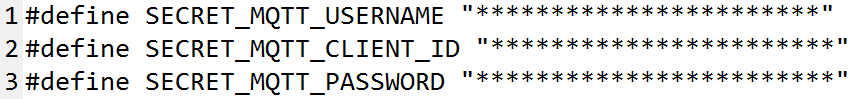 1 #define SECRET_MQTT_USERNAME "***********************"
2 #define SECRET_MQTT_CLIENT_ID "***********************"
3 #define SECRET_MQTT_PASSWORD "************************"